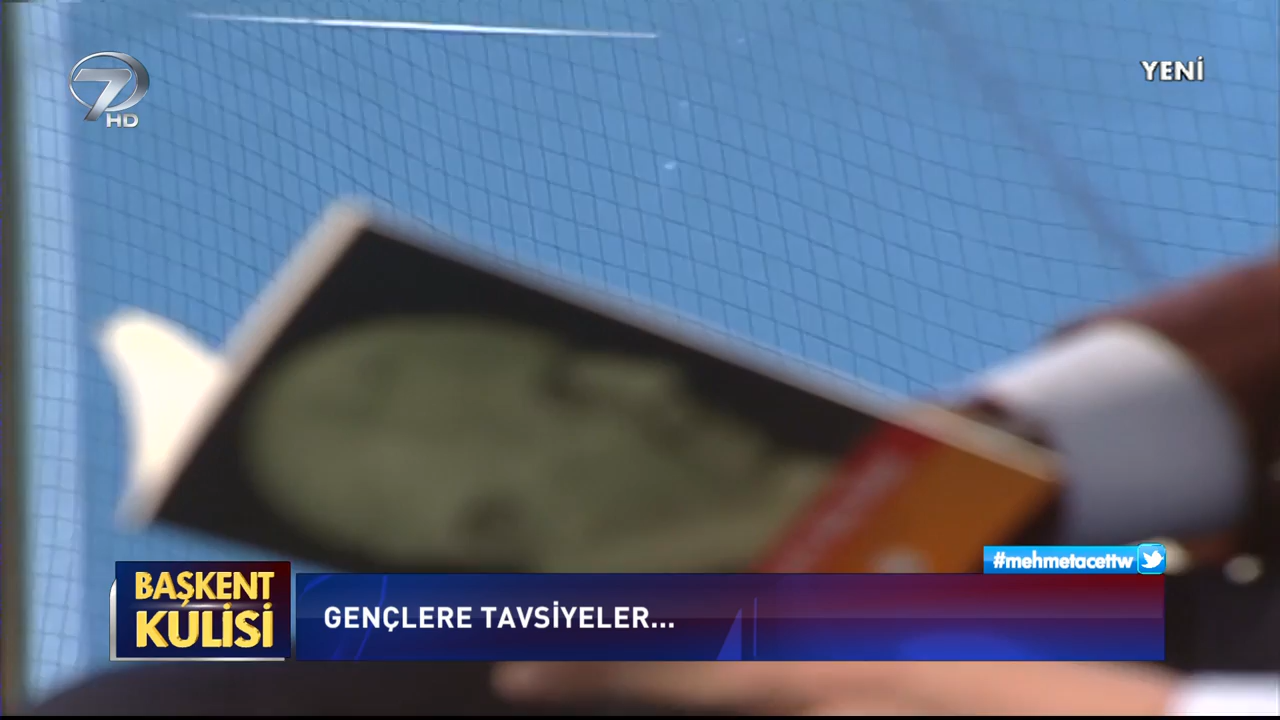 7
HD
YENİ
#mehmetacettw
BAŞKENT
KULİSİ
GENÇLERE TAVSİYELER...